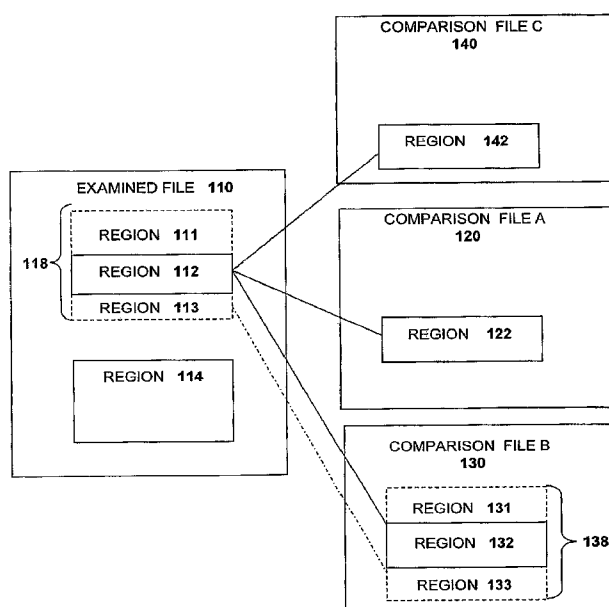 COMPARISON FILE C
140
REGION 142
EXAMINED FILE 110
REGION 111
118
REGION 112
REGION 113
REGION 114
COMPARISON FILE A
120
REGION 122
COMPARISON FILE B
130
REGION 131
REGION 132
138
REGION 133